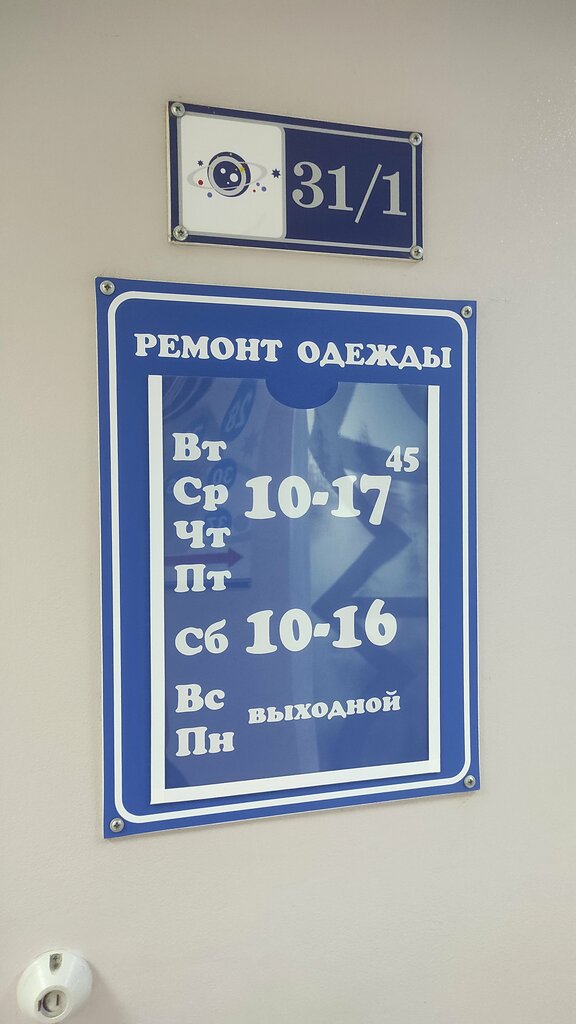 31/1
РЕМОНТ ОДЕЖДЫ
Вт
Ср 10-17 45
Чт
Пт
Сб 10-16
Вс
выходной
Пн